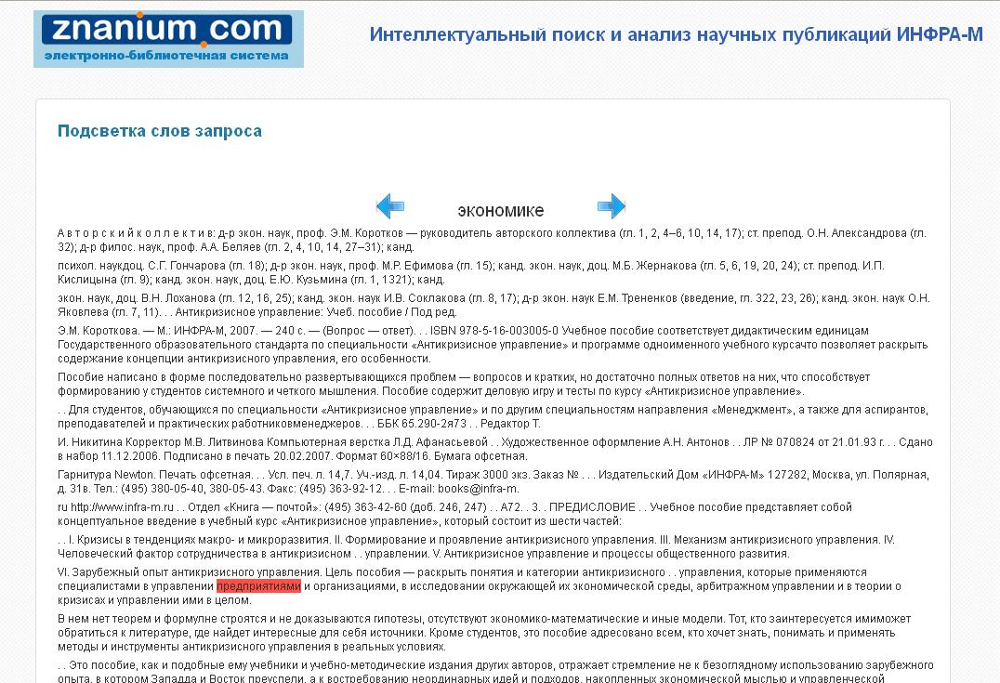 znanium.com
электронно-библиотечная система
Интеллектуальный поиск и анализ научных публикаций ИНФРА-М
Подсветка слов запроса
экономике
А в т о р с к и й к о л л е к т и в: д-р экон. наук, проф. Э.М. Коротков — руководитель авторского коллектива (гл. 1, 2, 4–6, 10, 14, 17); ст. препод. О.Н. Александрова (гл.
32); д-р филос. наук, проф. А.А. Беляев (гл. 2, 4, 10, 14, 27–31); канд.
психол. наукдоц. С.Г. Гончарова (гл. 18); д-р экон. наук, проф. М.Р. Ефимова (гл. 15); канд. экон. наук, доц. М.Б. Жернакова (гл. 5, 6, 19, 20, 24); ст. препод. И.П.
Кислицына (гл. 9); канд. экон. наук, доц. Е.Ю. Кузьмина (гл. 1, 1321); канд.
экон. наук, доц. В.Н. Лоханова (гл. 12, 16, 25); канд. экон. наук И.В. Соклакова (гл. 8, 17); д-р экон. наук Е.М. Трененков (введение, гл. 322, 23, 26); канд. экон. наук О.Н.
Яковлева (гл. 7, 11). . . Антикризисное управление: Учеб. пособие / Под ред.
Э.М. Короткова. — М.: ИНФРА-М, 2007. — 240 с. — (Вопрос — ответ). . . ISBN 978-5-16-003005-0 Учебное пособие соответствует дидактическим единицам
Государственного образовательного стандарта по специальности «Антикризисное управление» и программе одноименного учебного курсачто позволяет раскрыть
содержание концепции антикризисного управления, его особенности.
Пособие написано в форме последовательно развертывающихся проблем — вопросов и кратких, но достаточно полных ответов на них, что способствует
формированию у студентов системного и четкого мышления. Пособие содержит деловую игру и тесты по курсу «Антикризисное управление».
. . Для студентов, обучающихся по специальности «Антикризисное управление» и по другим специальностям направления «Менеджмент», а также для аспирантов,
преподавателей и практических работниковменеджеров. . . ББК 65.290-2я73 . . Редактор Т.
И. Никитина Корректор М.В. Литвинова Компьютерная верстка Л.Д. Афанасьевой . . Художественное оформление А.Н. Антонов . . ЛР № 070824 от 21.01.93 г. . . Сдано
в набор 11.12.2006. Подписано в печать 20.02.2007. Формат 60×88/16. Бумага офсетная.
Гарнитура Newton. Печать офсетная. . . Усл. печ. л. 14,7. Уч.-изд. л. 14,04. Тираж 3000 экз. Заказ № . . . Издательский Дом «ИНФРА-М» 127282, Москва, ул. Полярная,
д. 31в. Тел.: (495) 380-05-40, 380-05-43. Факс: (495) 363-92-12. . . E-mail: books@infra-m.
ru http://www.infra-m.ru . . Отдел «Книга — почтой»: (495) 363-42-60 (доб. 246, 247) . . А72. . 3. . ПРЕДИСЛОВИЕ . . Учебное пособие представляет собой
концептуальное введение в учебный курс «Антикризисное управление», который состоит из шести частей:
. . I. Кризисы в тенденциях макро- и микроразвития. II. Формирование и проявление антикризисного управления. III. Механизм антикризисного управления. IV.
Человеческий фактор сотрудничества в антикризисном . . управлении. V. Антикризисное управление и процессы общественного развития.
VI. Зарубежный опыт антикризисного управления. Цель пособия — раскрыть понятия и категории антикризисного . . управления, которые применяются
специалистами в управлении предприятиями и организациями, в исследовании окружающей их экономической среды, арбитражном управлении и в теории о
кризисах и управлении ими в целом.
В нем нет теорем и формулне строятся и не доказываются гипотезы, отсутствуют экономико-математические и иные модели. Тот, кто заинтересуется имиможет
обратиться к литературе, где найдет интересные для себя источники. Кроме студентов, это пособие адресовано всем, кто хочет знать, понимать и применять
методы и инструменты антикризисного управления в реальных условиях.
. . Это пособие, как и подобные ему учебники и учебно-методические издания других авторов, отражает стремление не к безоглядному использованию зарубежного
опыта, в котором Западда и Восток преуспели, а к востребованию неординарных идей и подходов, накопленных экономической мыслью и управленческой